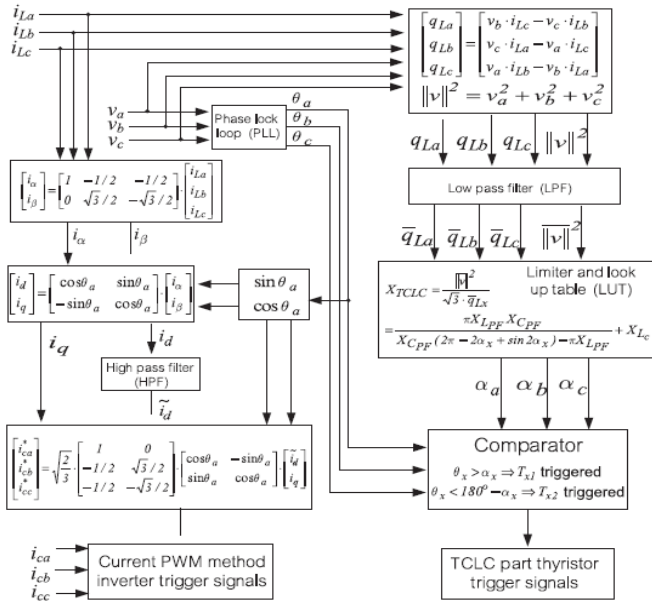 i_La
i_Lb
i_Lc
[q_La q_Lb q_Lc] = [v_b · i_Lc − v_c · i_Lb
v_c · i_La − v_a · i_Lc
v_a · i_Lb − v_b · i_La]
‖v‖² = v_a² + v_b² + v_c²
v_a
v_b
v_c
Phase lock
loop (PLL)
θ_a
θ_b
θ_c
q_La q_Lb q_Lc ‖v‖²
Low pass filter (LPF)
[i_α i_β] = [1 −1/2 −1/2
0 √3/2 −√3/2] · [i_La i_Lb i_Lc]
i_α i_β
q̅_La q̅_Lb q̅_Lc ‖v‖̅²
[i_d i_q] = [cosθ_a sinθ_a
−sinθ_a cosθ_a] · [i_α i_β]
sin θ_a
cos θ_a
Limiter and look
up table (LUT)
X_TCLC = ‖v‖̅² / (√3 · q̅_Lx)
= πX_LPF X_CPF / (X_CPF (2π − 2α_x + sin 2α_x) − πX_LPF) + X_Lc
i_q i_d
High pass filter
(HPF)
ĩ_d
α_a α_b α_c
[i*_ca i*_cb i*_cc] = √(2/3) · [1 0
−1/2 √3/2
−1/2 −√3/2] · [cosθ_a −sinθ_a
sinθ_a cosθ_a] · [ĩ_d i_q]
Comparator
θ_x > α_x ⇒ T_x1 triggered
θ_x < 180° − α_x ⇒ T_x2 triggered
i_ca
i_cb
i_cc
Current PWM method
inverter trigger signals
TCLC part thyristor
trigger signals